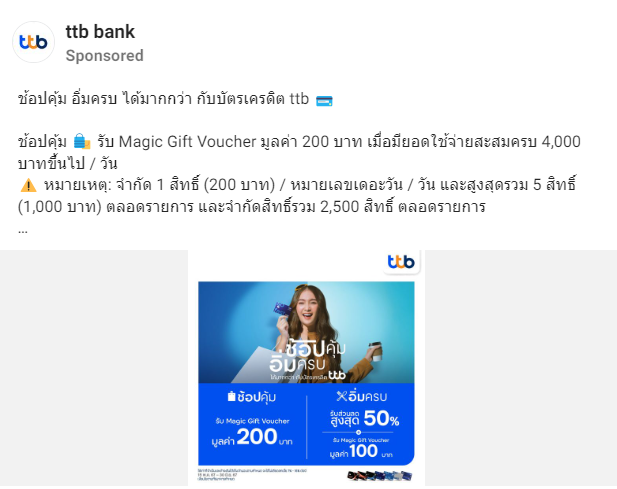 ttb
ttb bank
Sponsored
ช้อปคุ้ม อิ่มครบ ได้มากกว่า กับบัตรเครดิต ttb
ช้อปคุ้ม 🛍️ รับ Magic Gift Voucher มูลค่า 200 บาท เมื่อมียอดใช้จ่ายสะสมครบ 4,000
บาทขึ้นไป / วัน
⚠️ หมายเหตุ: จำกัด 1 สิทธิ์ (200 บาท) / หมายเลขเดอะวัน / วัน และสูงสุดรวม 5 สิทธิ์
(1,000 บาท) ตลอดรายการ และจำกัดสิทธิ์รวม 2,500 สิทธิ์ ตลอดรายการ
...
ttb
ช้อปคุ้ม
อิ่มครบ
ได้มากกว่า กับบัตรเครดิต ttb
ช้อปคุ้ม
รับ Magic Gift Voucher
มูลค่า 200 บาท
อิ่มครบ
รับส่วนลด
สูงสุด 50%
+
รับ Magic Gift Voucher
มูลค่า 100 บาท